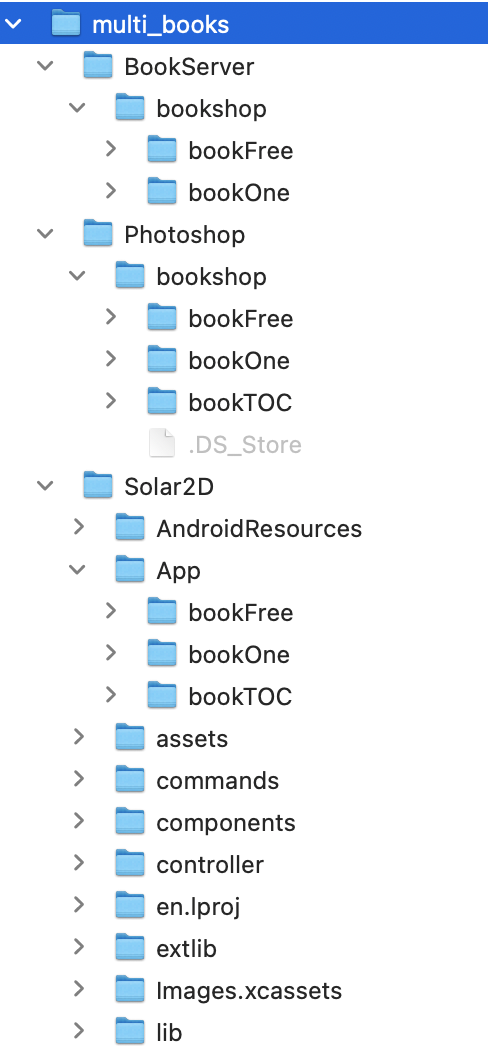 multi_books
BookServer
bookshop
bookFree
bookOne
Photoshop
bookshop
bookFree
bookOne
bookTOC
.DS_Store
Solar2D
AndroidResources
App
bookFree
bookOne
bookTOC
assets
commands
components
controller
en.lproj
extlib
Images.xcassets
lib